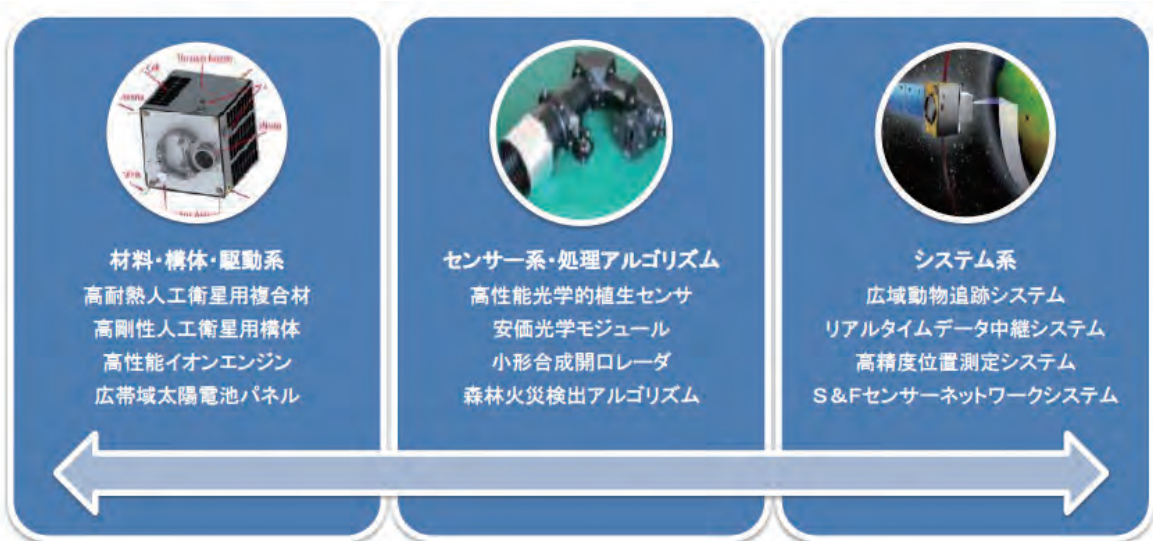 材料・構体・駆動系
高耐熱人工衛星用複合材
高剛性人工衛星用構体
高性能イオンエンジン
広帯域太陽電池パネル
センサー系・処理アルゴリズム
高性能光学的植生センサ
安価光学モジュール
小形合成開口レーダ
森林火災検出アルゴリズム
システム系
広域動物追跡システム
リアルタイムデータ中継システム
高精度位置測定システム
S&Fセンサーネットワークシステム